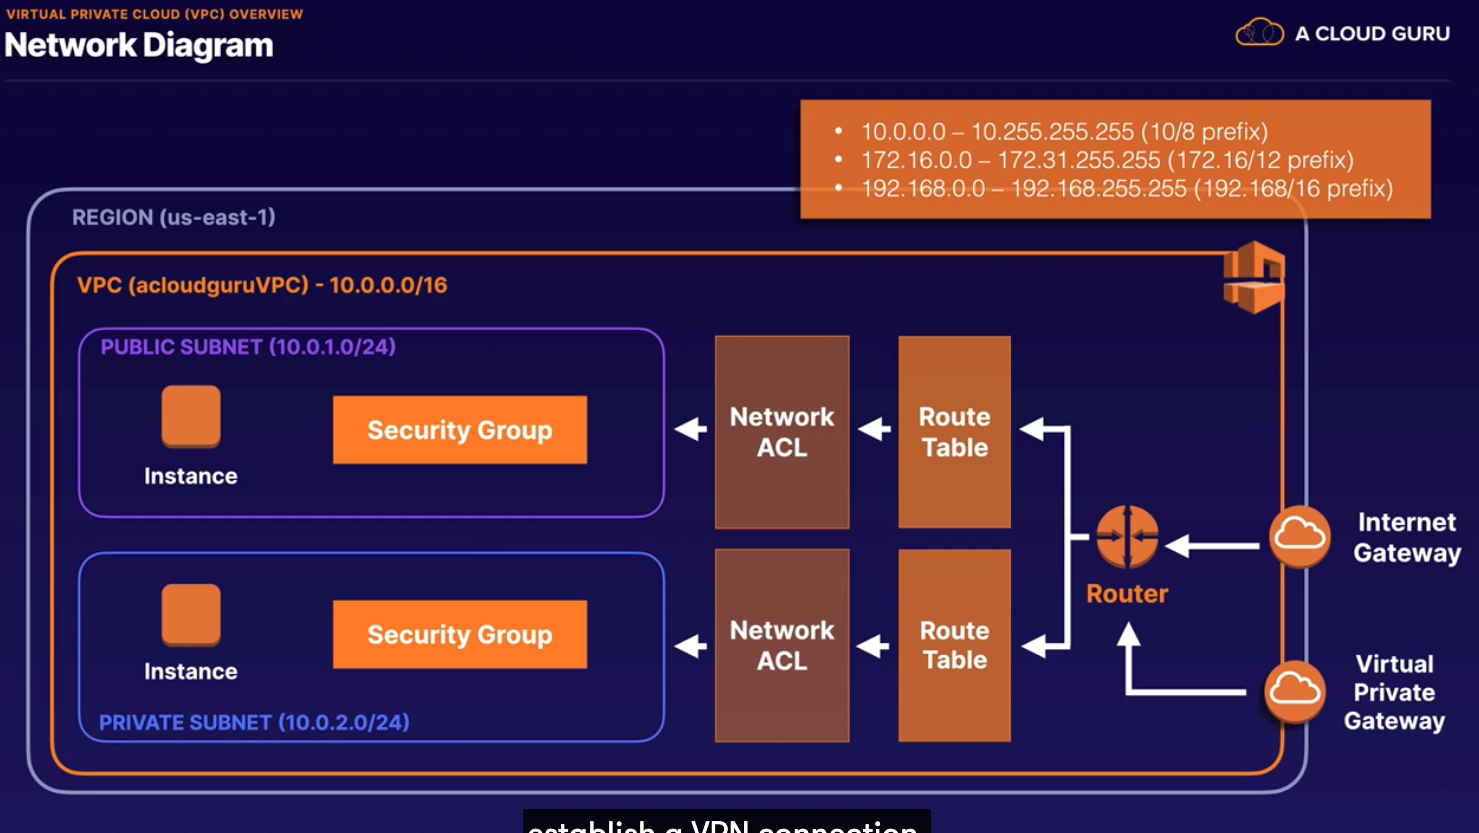 VIRTUAL PRIVATE CLOUD (VPC) OVERVIEW
Network Diagram
A CLOUD GURU
• 10.0.0.0 – 10.255.255.255 (10/8 prefix)
• 172.16.0.0 – 172.31.255.255 (172.16/12 prefix)
• 192.168.0.0 – 192.168.255.255 (192.168/16 prefix)
REGION (us-east-1)
VPC (acloudguruVPC) - 10.0.0.0/16
PUBLIC SUBNET (10.0.1.0/24)
Instance
Security Group
Network
ACL
Route
Table
Router
Internet
Gateway
Instance
Security Group
PRIVATE SUBNET (10.0.2.0/24)
Network
ACL
Route
Table
Virtual
Private
Gateway
establish a VPN connection